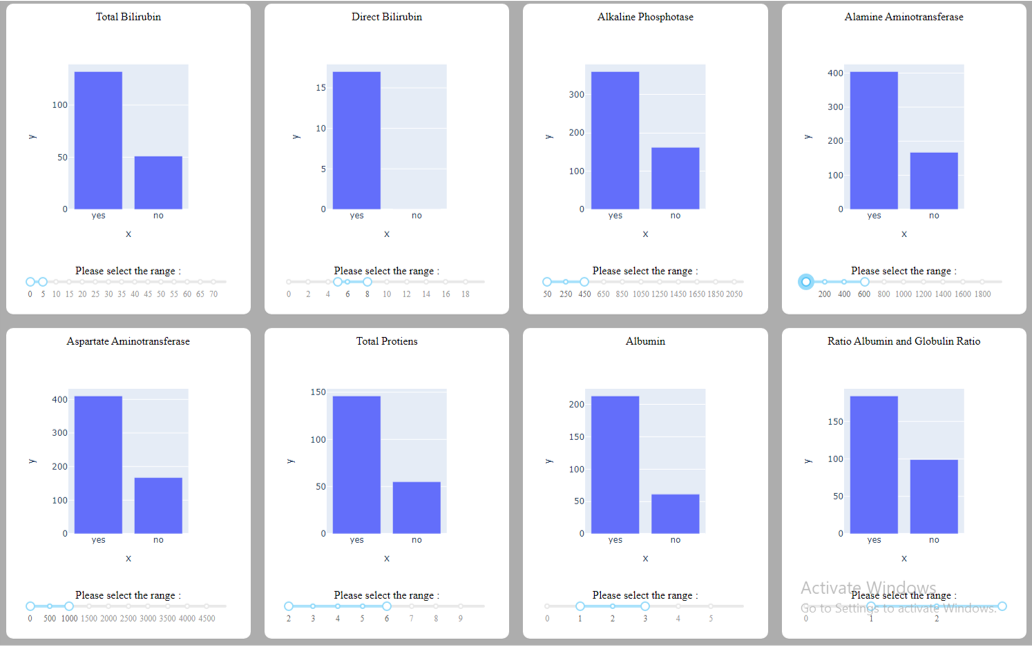 Total Bilirubin
100
50
0
y
yes no
x
Please select the range :
0 5 10 15 20 25 30 35 40 45 50 55 60 65 70
Direct Bilirubin
15
10
5
0
y
yes no
x
Please select the range :
0 2 4 6 8 10 12 14 16 18
Alkaline Phosphotase
300
200
100
0
y
yes no
x
Please select the range :
50 250 450 650 850 1050 1250 1450 1650 1850 2050
Alamine Aminotransferase
400
300
200
100
0
y
yes no
x
Please select the range :
200 400 600 800 1000 1200 1400 1600 1800
Aspartate Aminotransferase
400
300
200
100
0
y
yes no
x
Please select the range :
0 500 1000 1500 2000 2500 3000 3500 4000 4500
Total Protiens
150
100
50
0
y
yes no
x
Please select the range :
2 3 4 5 6 7 8 9
Albumin
200
150
100
50
0
y
yes no
x
Please select the range :
0 1 2 3 4 5
Ratio Albumin and Globulin Ratio
150
100
50
0
y
yes no
x
Activate Windows
Please select the range :
Go to Settings to activate Windows.
0 1 2